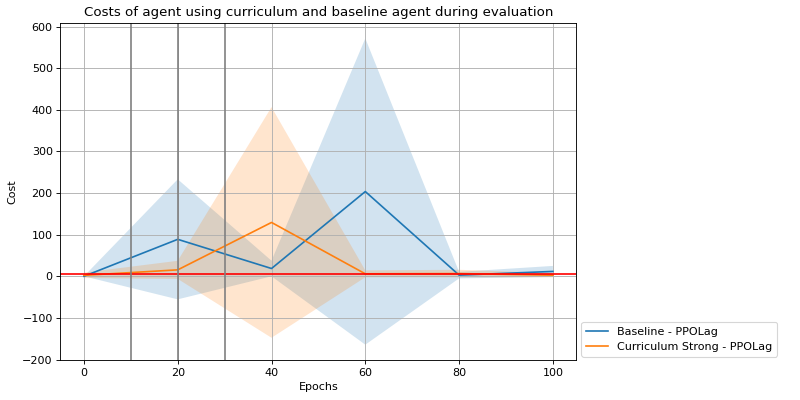 Costs of agent using curriculum and baseline agent during evaluation
600
500
400
300
200
100
0
−100
−200
Cost
0 20 40 60 80 100
Epochs
Baseline - PPOLag
Curriculum Strong - PPOLag